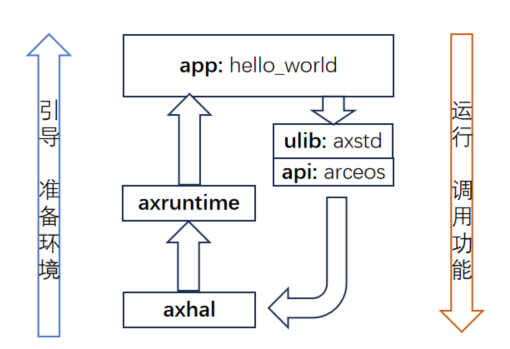 app: hello_world
引导 准备环境
ulib: axstd
api: arceos
axruntime
axhal
运行 调用功能